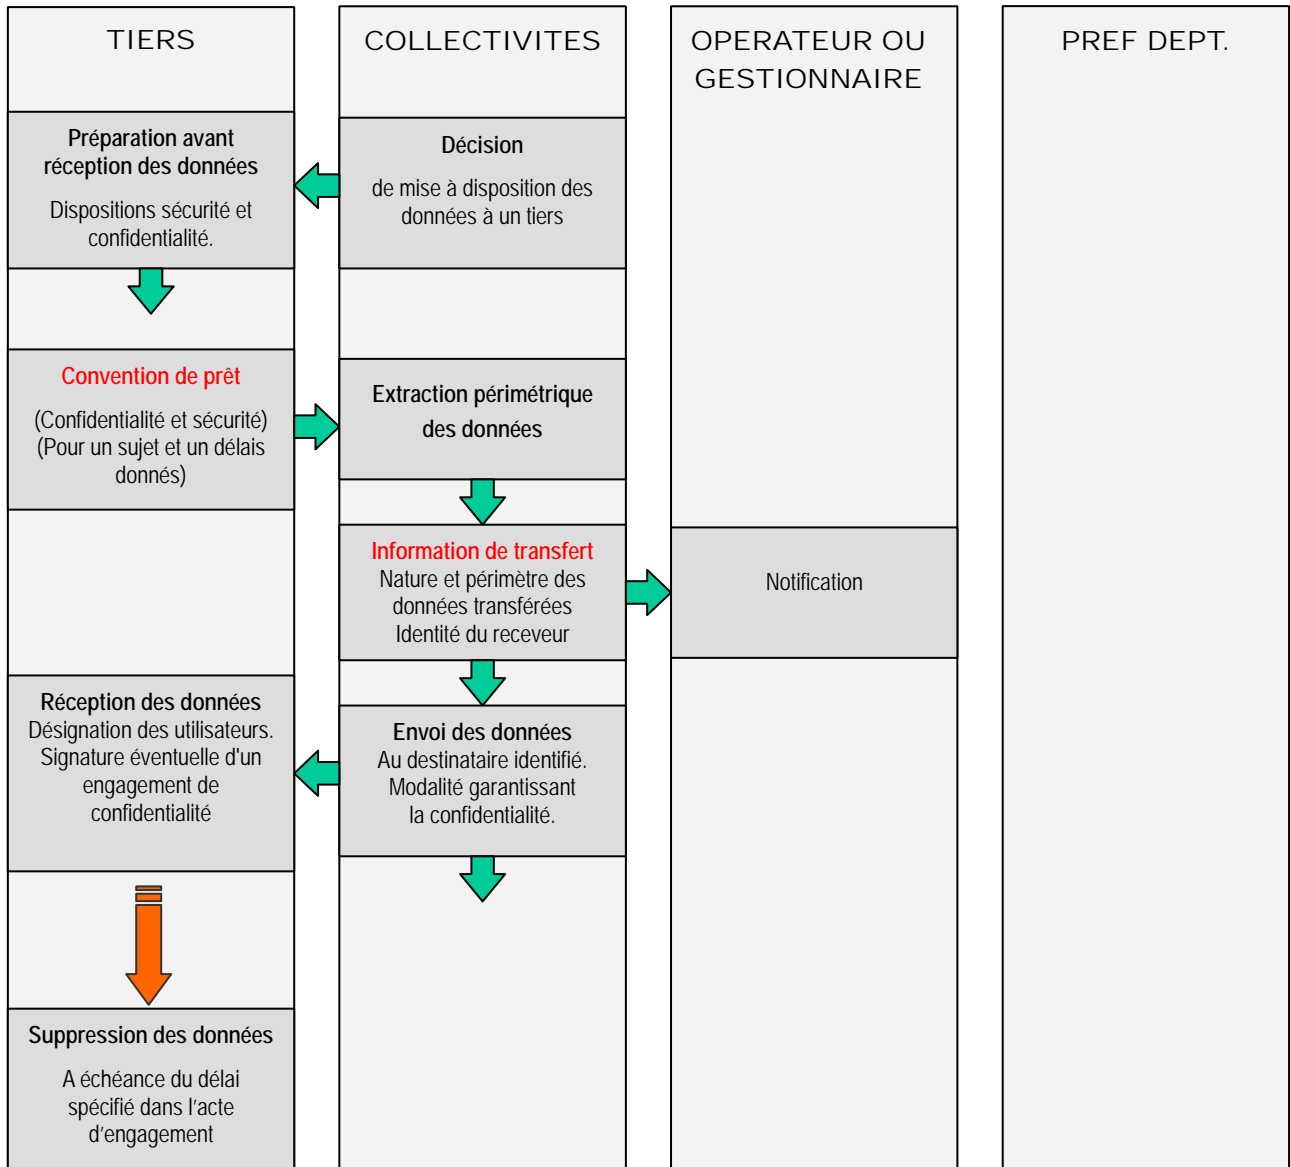 TIERS
COLLECTIVITES
OPERATEUR OU
GESTIONNAIRE
PREF DEPT.
Préparation avant
réception des données
Dispositions sécurité et
confidentialité.
Décision
de mise à disposition des
données à un tiers
Convention de prêt
(Confidentialité et sécurité)
(Pour un sujet et un délais
donnés)
Extraction périmétrique
des données
Information de transfert
Nature et périmètre des
données transférées
Identité du receveur
Notification
Réception des données
Désignation des utilisateurs.
Signature éventuelle d'un
engagement de
confidentialité
Envoi des données
Au destinataire identifié.
Modalité garantissant
la confidentialité.
Suppression des données
A échéance du délai
spécifié dans l'acte
d'engagement